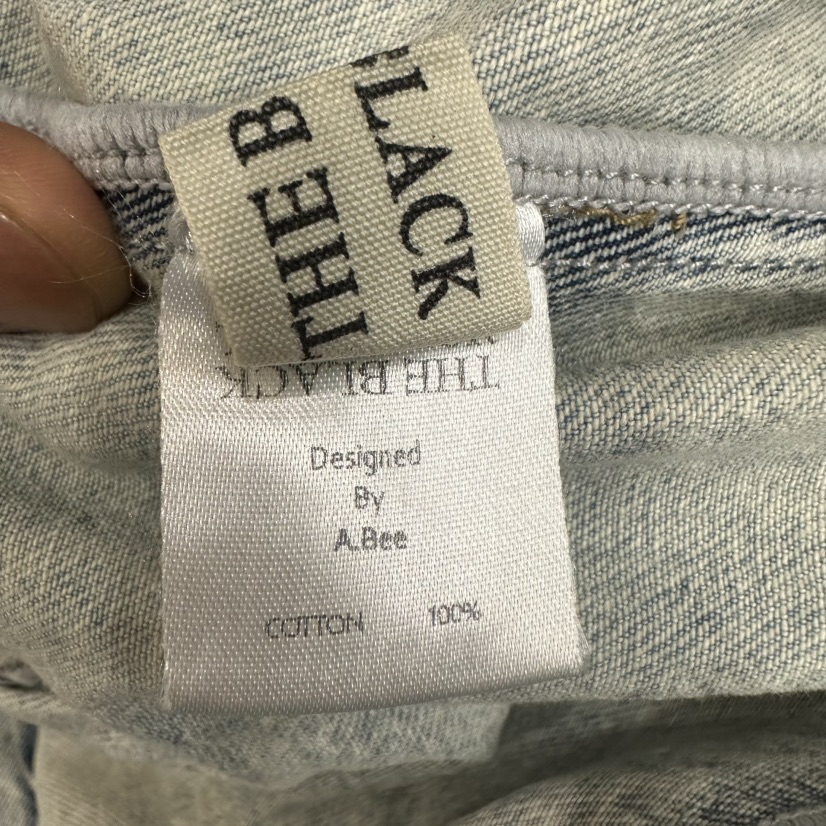 THE B
LACK
THE BLACK
Designed
By
A.Bee
COTTON 100%